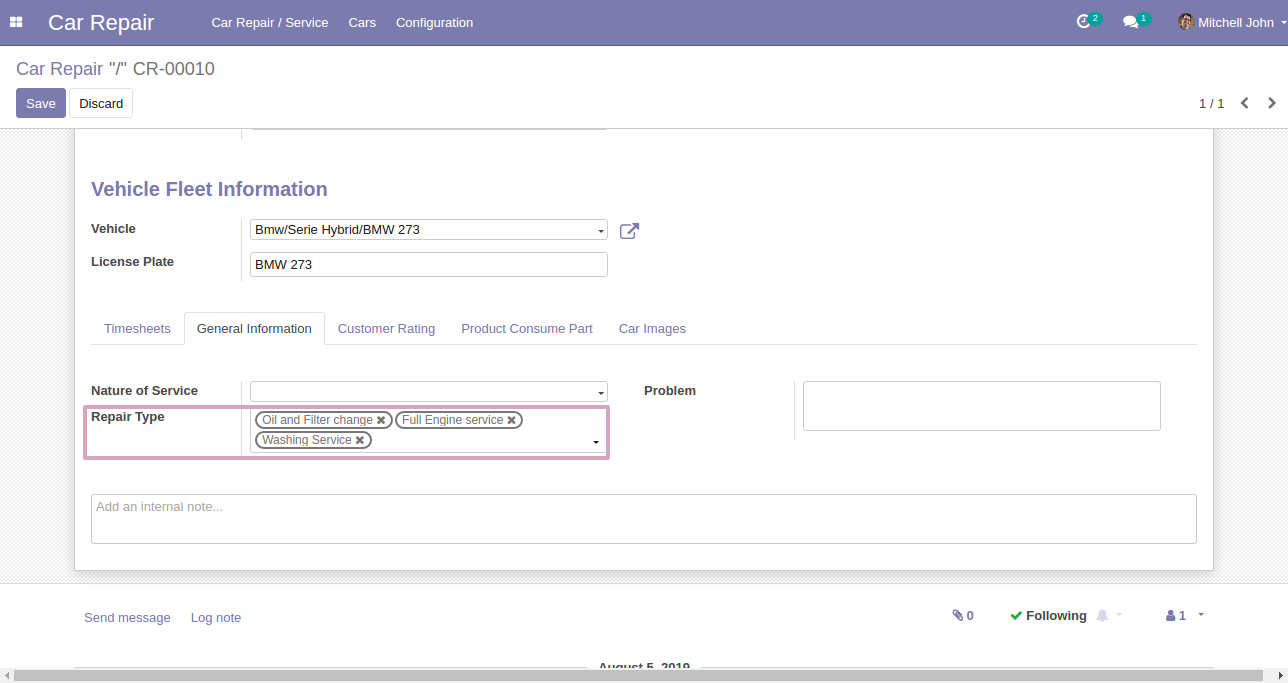 Car Repair Car Repair / Service Cars Configuration 2 1 Mitchell John
Car Repair "/" CR-00010
Save Discard 1 / 1
Vehicle Fleet Information
Vehicle Bmw/Serie Hybrid/BMW 273
License Plate BMW 273
Timesheets General Information Customer Rating Product Consume Part Car Images
Nature of Service Problem
Repair Type Oil and Filter change Full Engine service
Washing Service
Add an internal note...
Send message Log note 0 Following 1
August 5, 2019